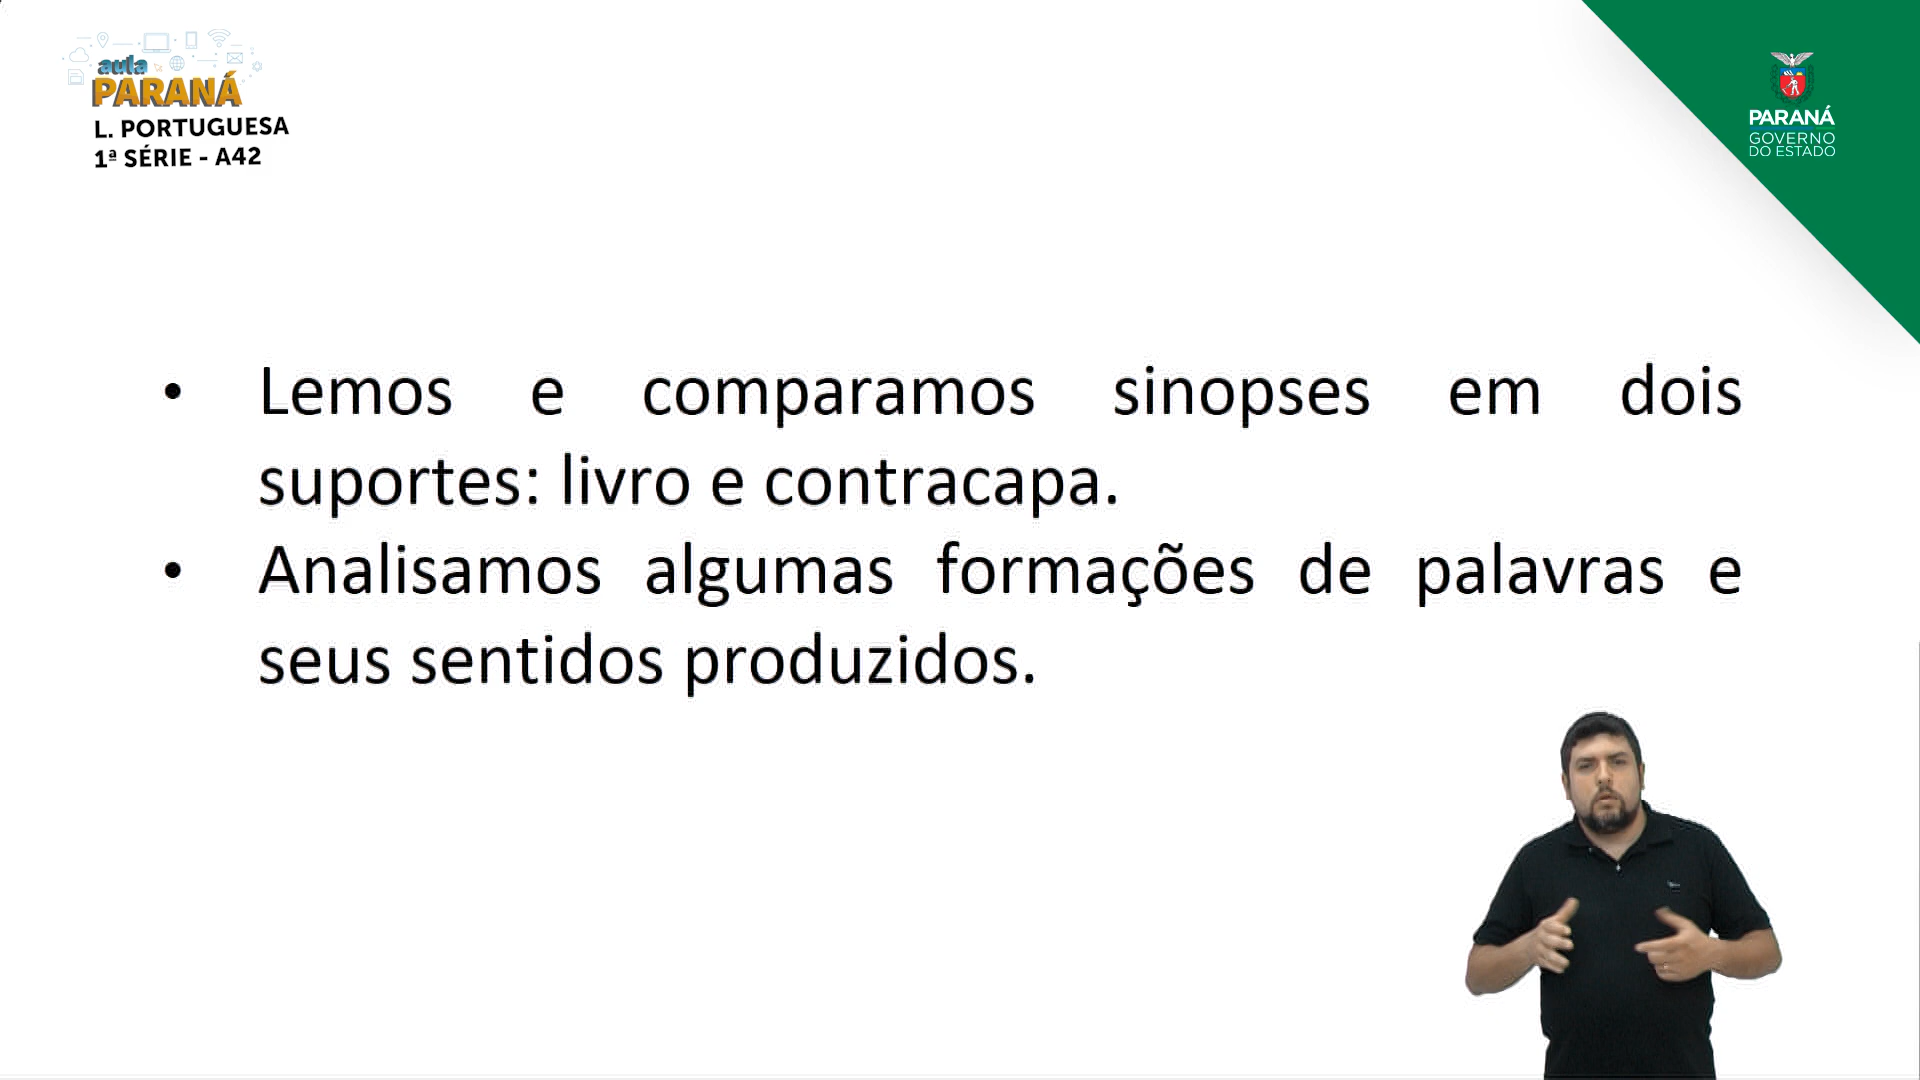 aula
PARANÁ
L. PORTUGUESA
1ª SÉRIE - A42
PARANÁ
GOVERNO
DO ESTADO
• Lemos e comparamos sinopses em dois
suportes: livro e contracapa.
• Analisamos algumas formações de palavras e
seus sentidos produzidos.